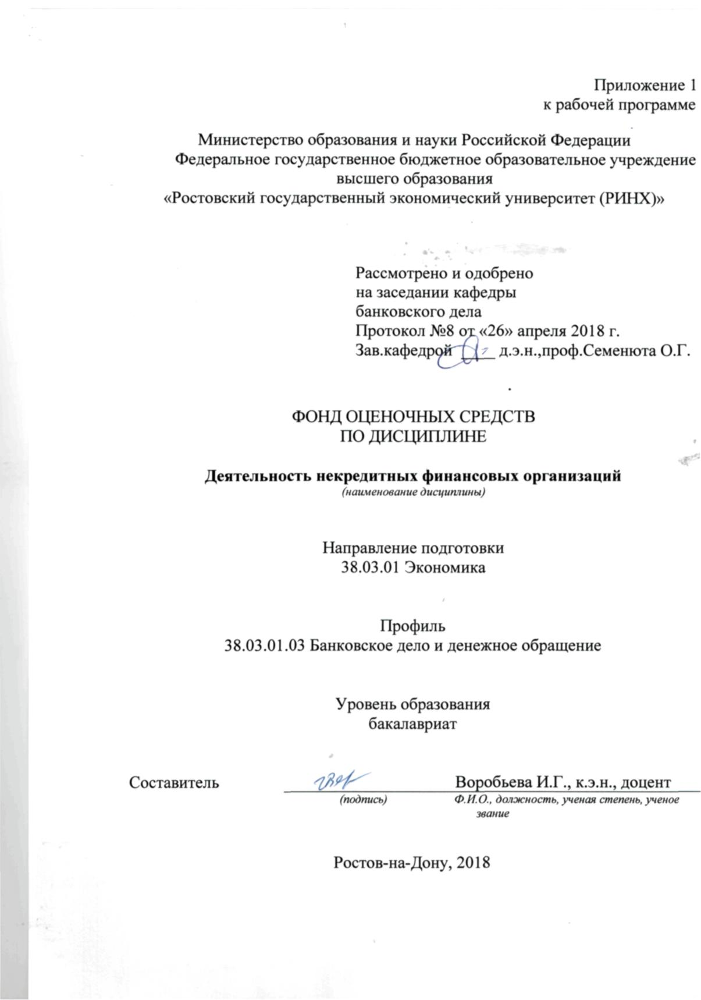 Приложение 1
к рабочей программе
Министерство образования и науки Российской Федерации
Федеральное государственное бюджетное образовательное учреждение
высшего образования
«Ростовский государственный экономический университет (РИНХ)»
Рассмотрено и одобрено
на заседании кафедры
банковского дела
Протокол №8 от «26» апреля 2018 г.
Зав.кафедрой ____ д.э.н.,проф.Семенюта О.Г.
ФОНД ОЦЕНОЧНЫХ СРЕДСТВ
ПО ДИСЦИПЛИНЕ
Деятельность некредитных финансовых организаций
(наименование дисциплины)
Направление подготовки
38.03.01 Экономика
Профиль
38.03.01.03 Банковское дело и денежное обращение
Уровень образования
бакалавриат
Составитель Воробьева И.Г., к.э.н., доцент
(подпись) Ф.И.О., должность, ученая степень, ученое
звание
Ростов-на-Дону, 2018